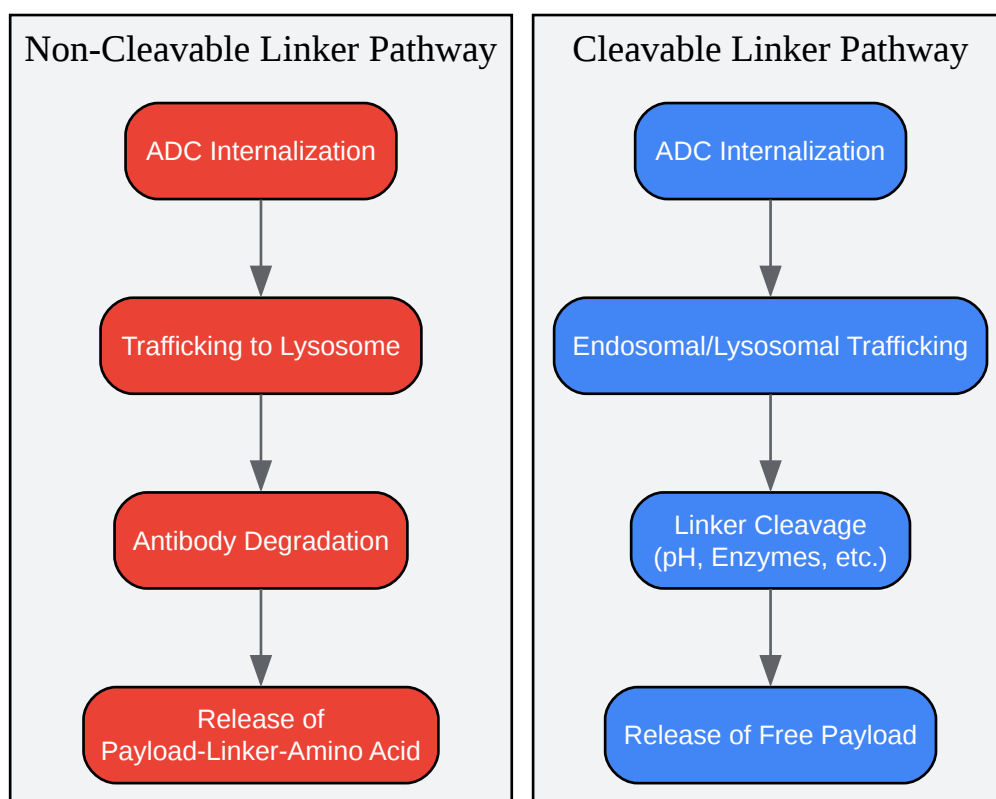 Non-Cleavable Linker Pathway
ADC Internalization
Trafficking to Lysosome
Antibody Degradation
Release of
Payload-Linker-Amino Acid
Cleavable Linker Pathway
ADC Internalization
Endosomal/Lysosomal Trafficking
Linker Cleavage
(pH, Enzymes, etc.)
Release of Free Payload